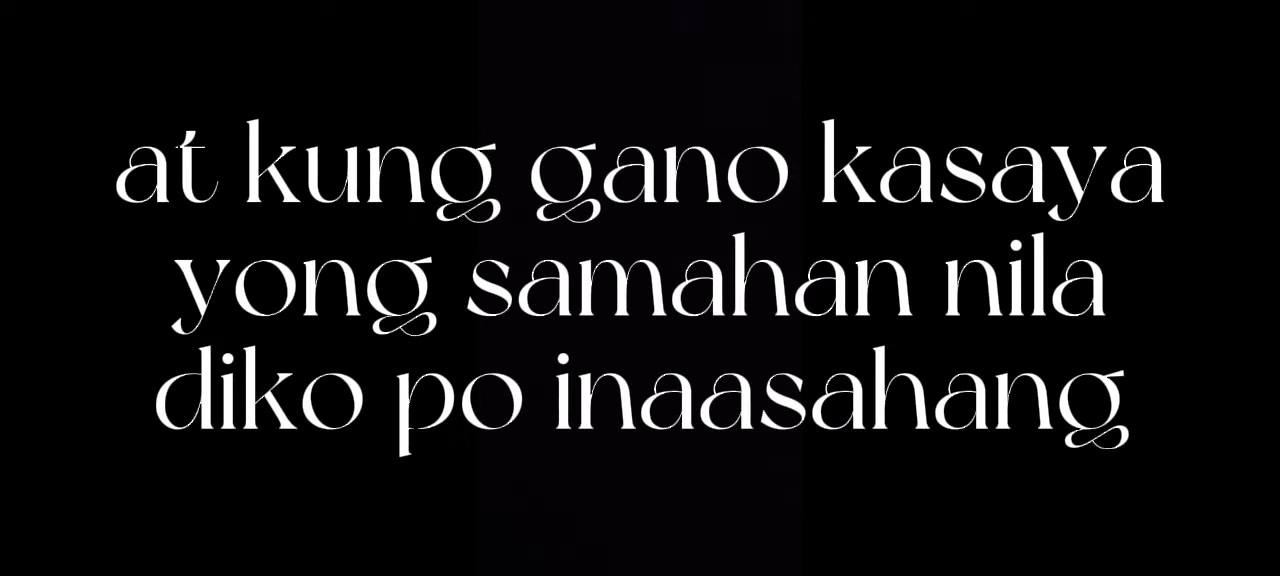 at kung gano kasaya
yong samahan nila
diko po inaasahang